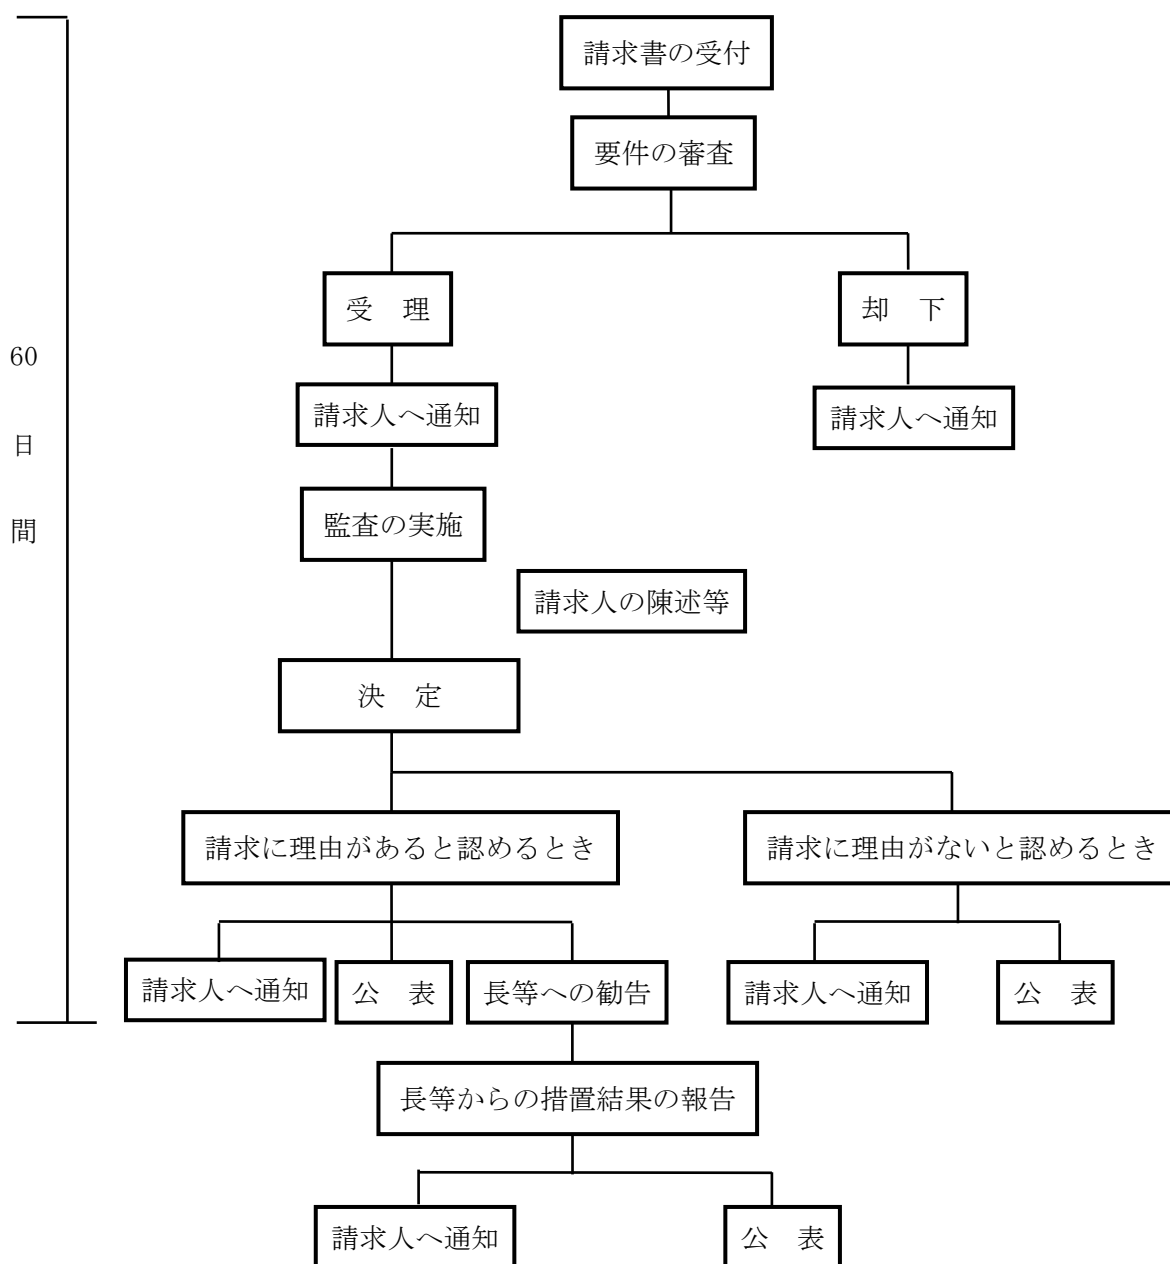 請求書の受付
要件の審査
受　理
却　下
60
日
間
請求人へ通知
請求人へ通知
監査の実施
請求人の陳述等
決　定
請求に理由があると認めるとき
請求に理由がないと認めるとき
請求人へ通知
公　表
長等への勧告
請求人へ通知
公　表
長等からの措置結果の報告
請求人へ通知
公　表